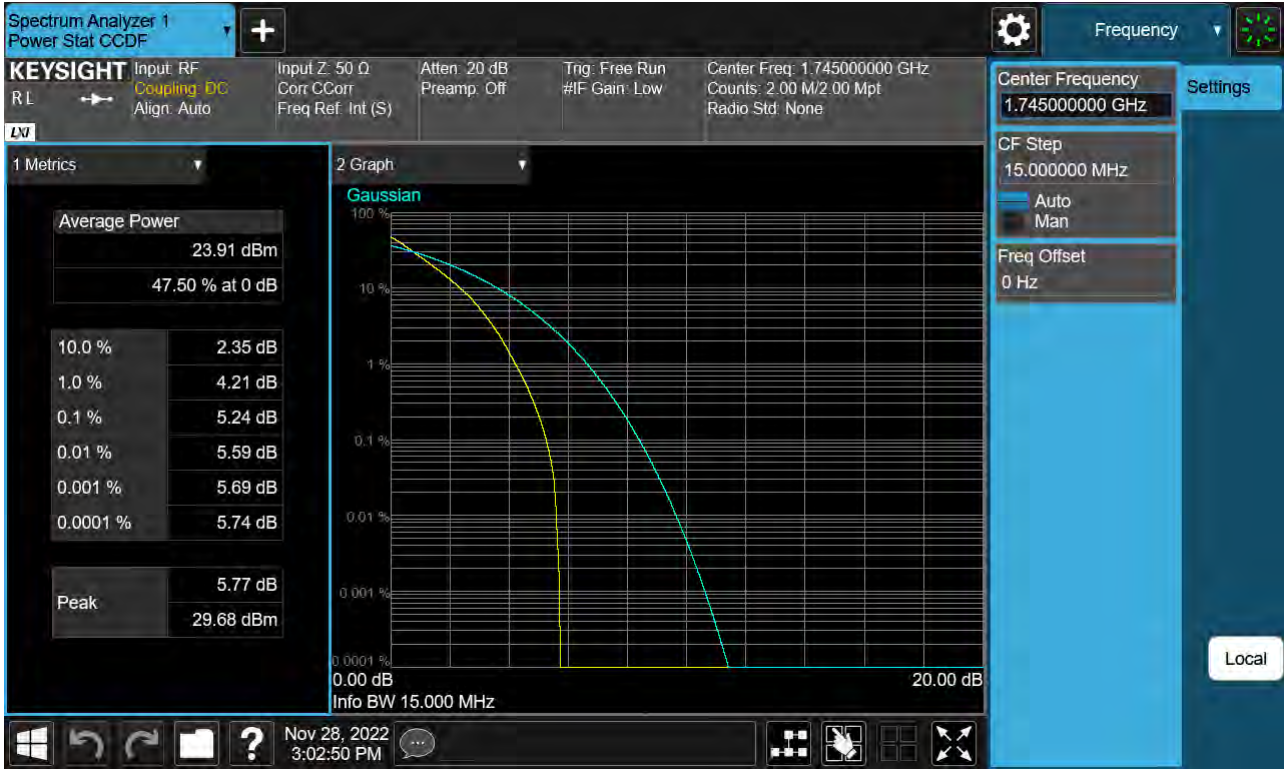 Spectrum Analyzer 1
Power Stat CCDF
+
Frequency
KEYSIGHT
R L
LXI
Input: RF
Coupling: DC
Align: Auto
Input Z: 50 Ω
Corr CCorr
Freq Ref: Int (S)
Atten: 20 dB
Preamp: Off
Trig: Free Run
#IF Gain: Low
Center Freq: 1.745000000 GHz
Counts: 2.00 M/2.00 Mpt
Radio Std: None
Center Frequency
1.745000000 GHz
Settings
CF Step
15.000000 MHz
Auto
Man
Freq Offset
0 Hz
1 Metrics
Average Power
23.91 dBm
47.50 % at 0 dB
10.0 % 2.35 dB
1.0 % 4.21 dB
0.1 % 5.24 dB
0.01 % 5.59 dB
0.001 % 5.69 dB
0.0001 % 5.74 dB
Peak
5.77 dB
29.68 dBm
2 Graph
Gaussian
100 %
10 %
1 %
0.1 %
0.01 %
0.001 %
0.0001 %
0.00 dB 20.00 dB
Info BW 15.000 MHz
Local
?
Nov 28, 2022
3:02:50 PM